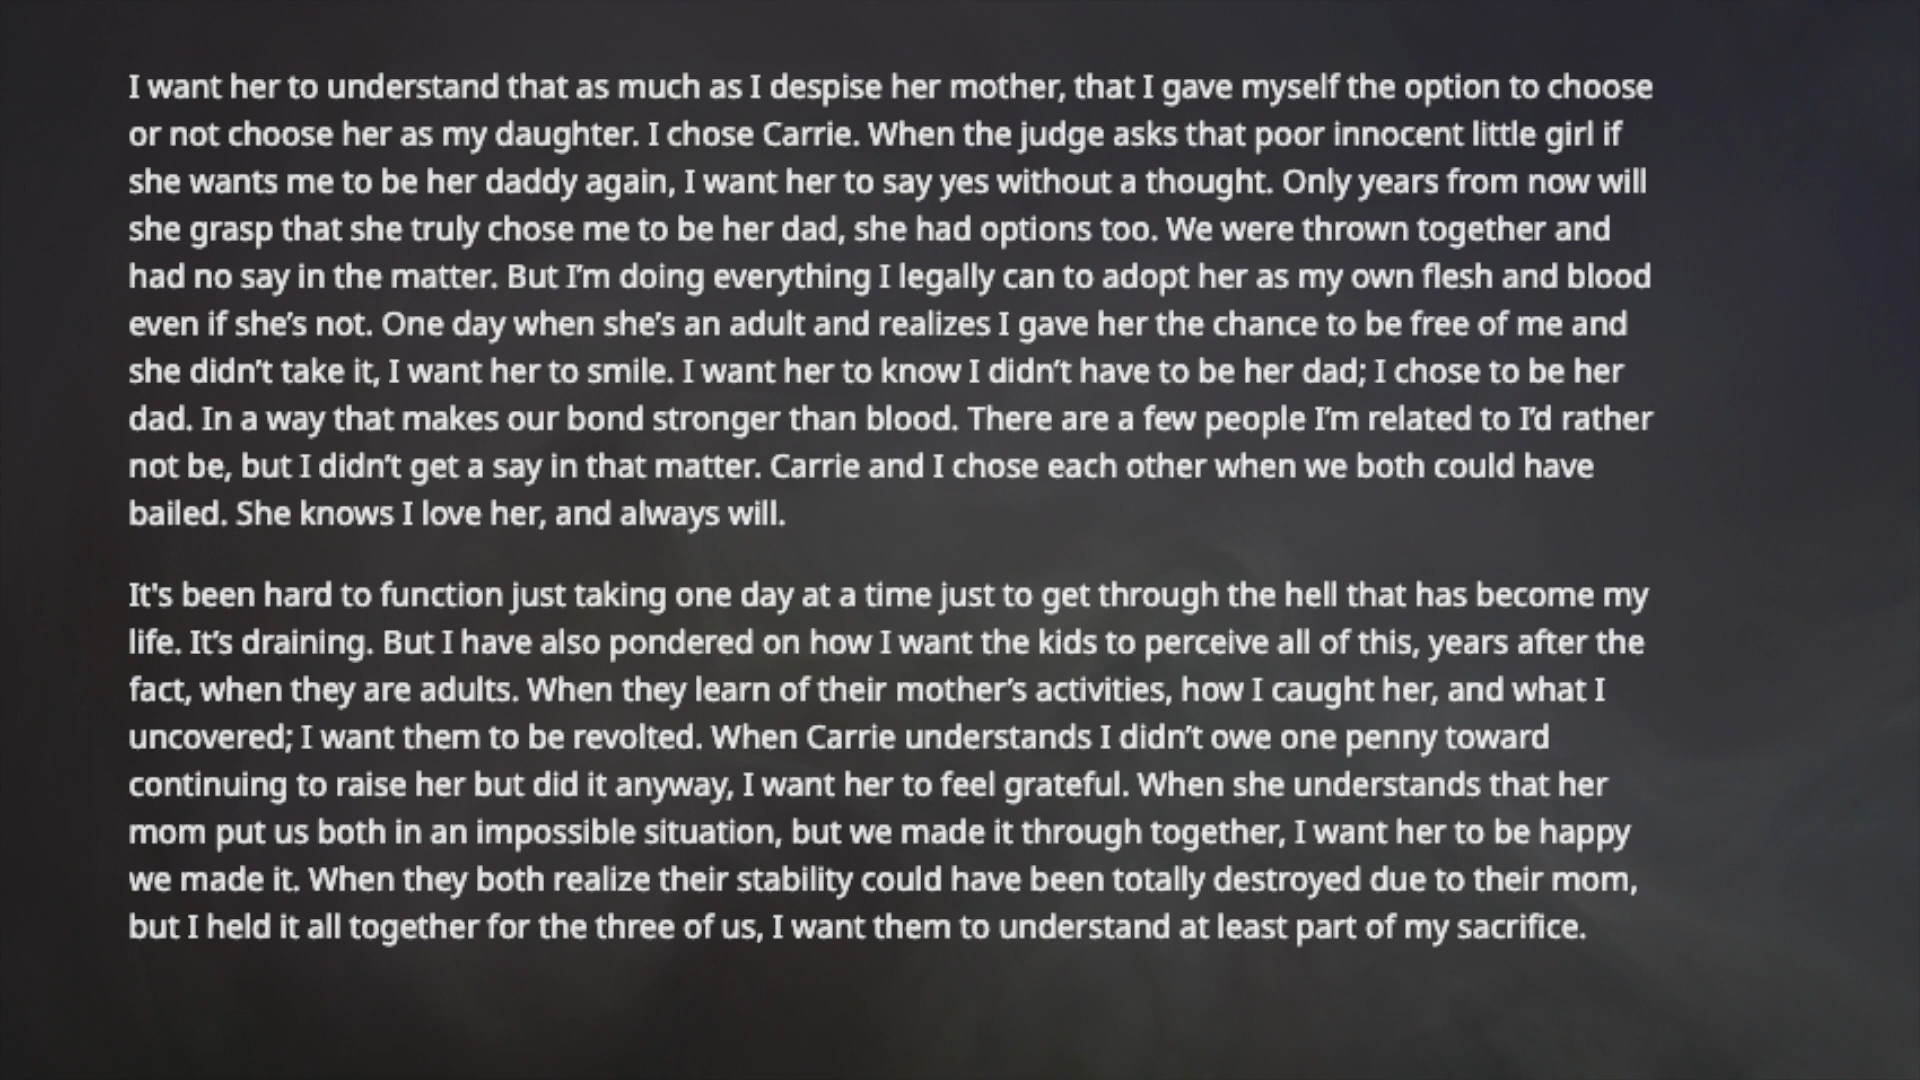 I want her to understand that as much as I despise her mother, that I gave myself the option to choose
or not choose her as my daughter. I chose Carrie. When the judge asks that poor innocent little girl if
she wants me to be her daddy again, I want her to say yes without a thought. Only years from now will
she grasp that she truly chose me to be her dad, she had options too. We were thrown together and
had no say in the matter. But I’m doing everything I legally can to adopt her as my own flesh and blood
even if she’s not. One day when she’s an adult and realizes I gave her the chance to be free of me and
she didn’t take it, I want her to smile. I want her to know I didn’t have to be her dad; I chose to be her
dad. In a way that makes our bond stronger than blood. There are a few people I’m related to I’d rather
not be, but I didn’t get a say in that matter. Carrie and I chose each other when we both could have
bailed. She knows I love her, and always will.
It's been hard to function just taking one day at a time just to get through the hell that has become my
life. It’s draining. But I have also pondered on how I want the kids to perceive all of this, years after the
fact, when they are adults. When they learn of their mother’s activities, how I caught her, and what I
uncovered; I want them to be revolted. When Carrie understands I didn’t owe one penny toward
continuing to raise her but did it anyway, I want her to feel grateful. When she understands that her
mom put us both in an impossible situation, but we made it through together, I want her to be happy
we made it. When they both realize their stability could have been totally destroyed due to their mom,
but I held it all together for the three of us, I want them to understand at least part of my sacrifice.